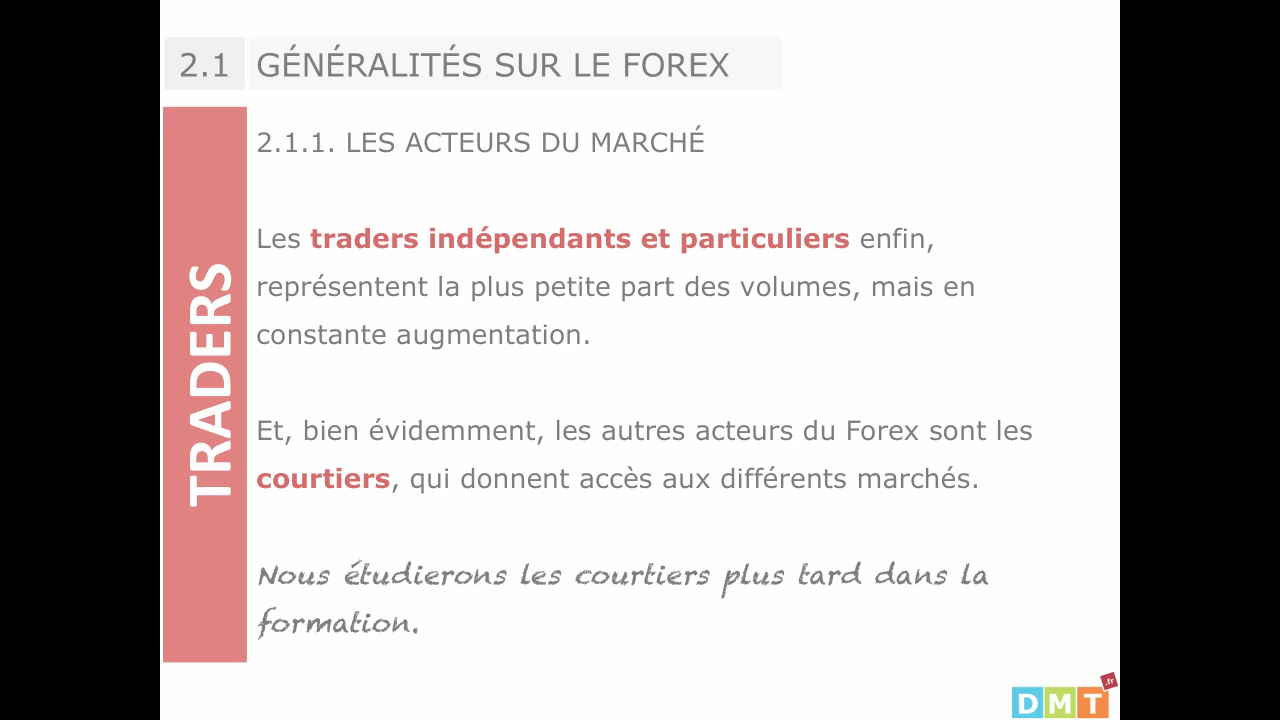 2.1 GÉNÉRALITÉS SUR LE FOREX
TRADERS
2.1.1. LES ACTEURS DU MARCHÉ
Les traders indépendants et particuliers enfin,
représentent la plus petite part des volumes, mais en
constante augmentation.
Et, bien évidemment, les autres acteurs du Forex sont les
courtiers, qui donnent accès aux différents marchés.
Nous étudierons les courtiers plus tard dans la
formation.
DMT.fr